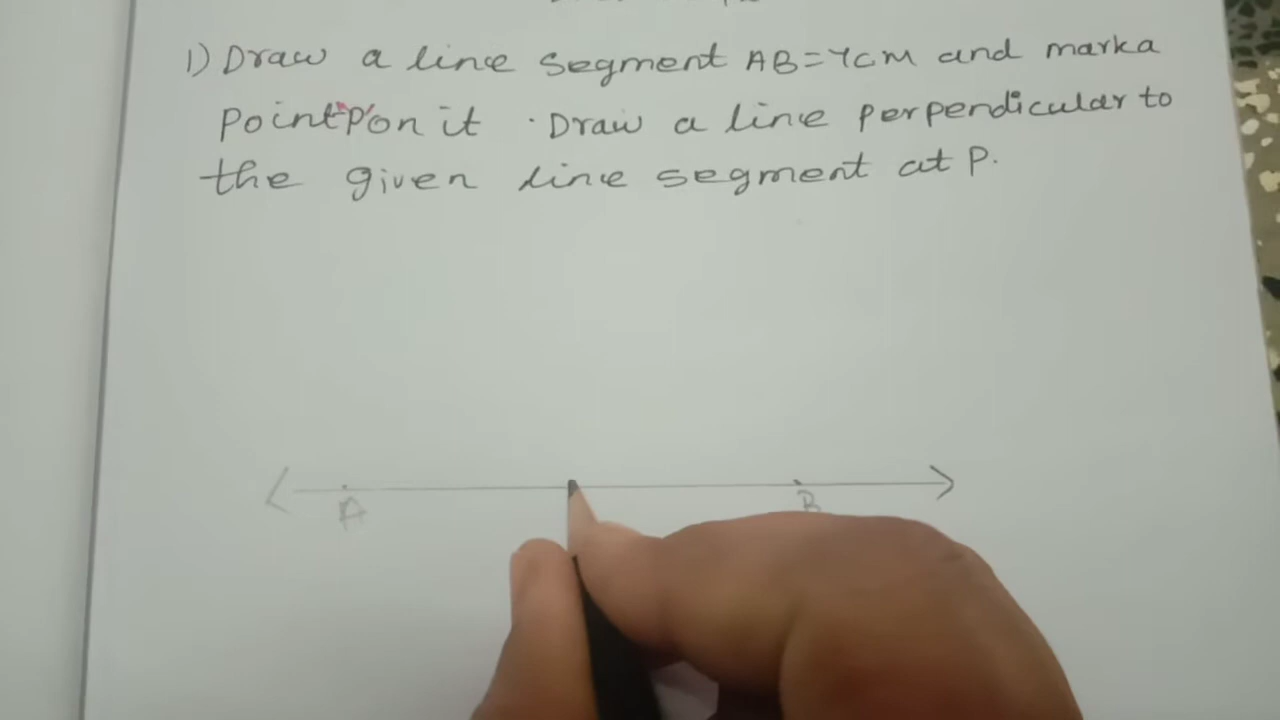 1) Draw a line segment AB=7cm and mark a
point 'P' on it . Draw a line perpendicular to
the given line segment at P.
A
B